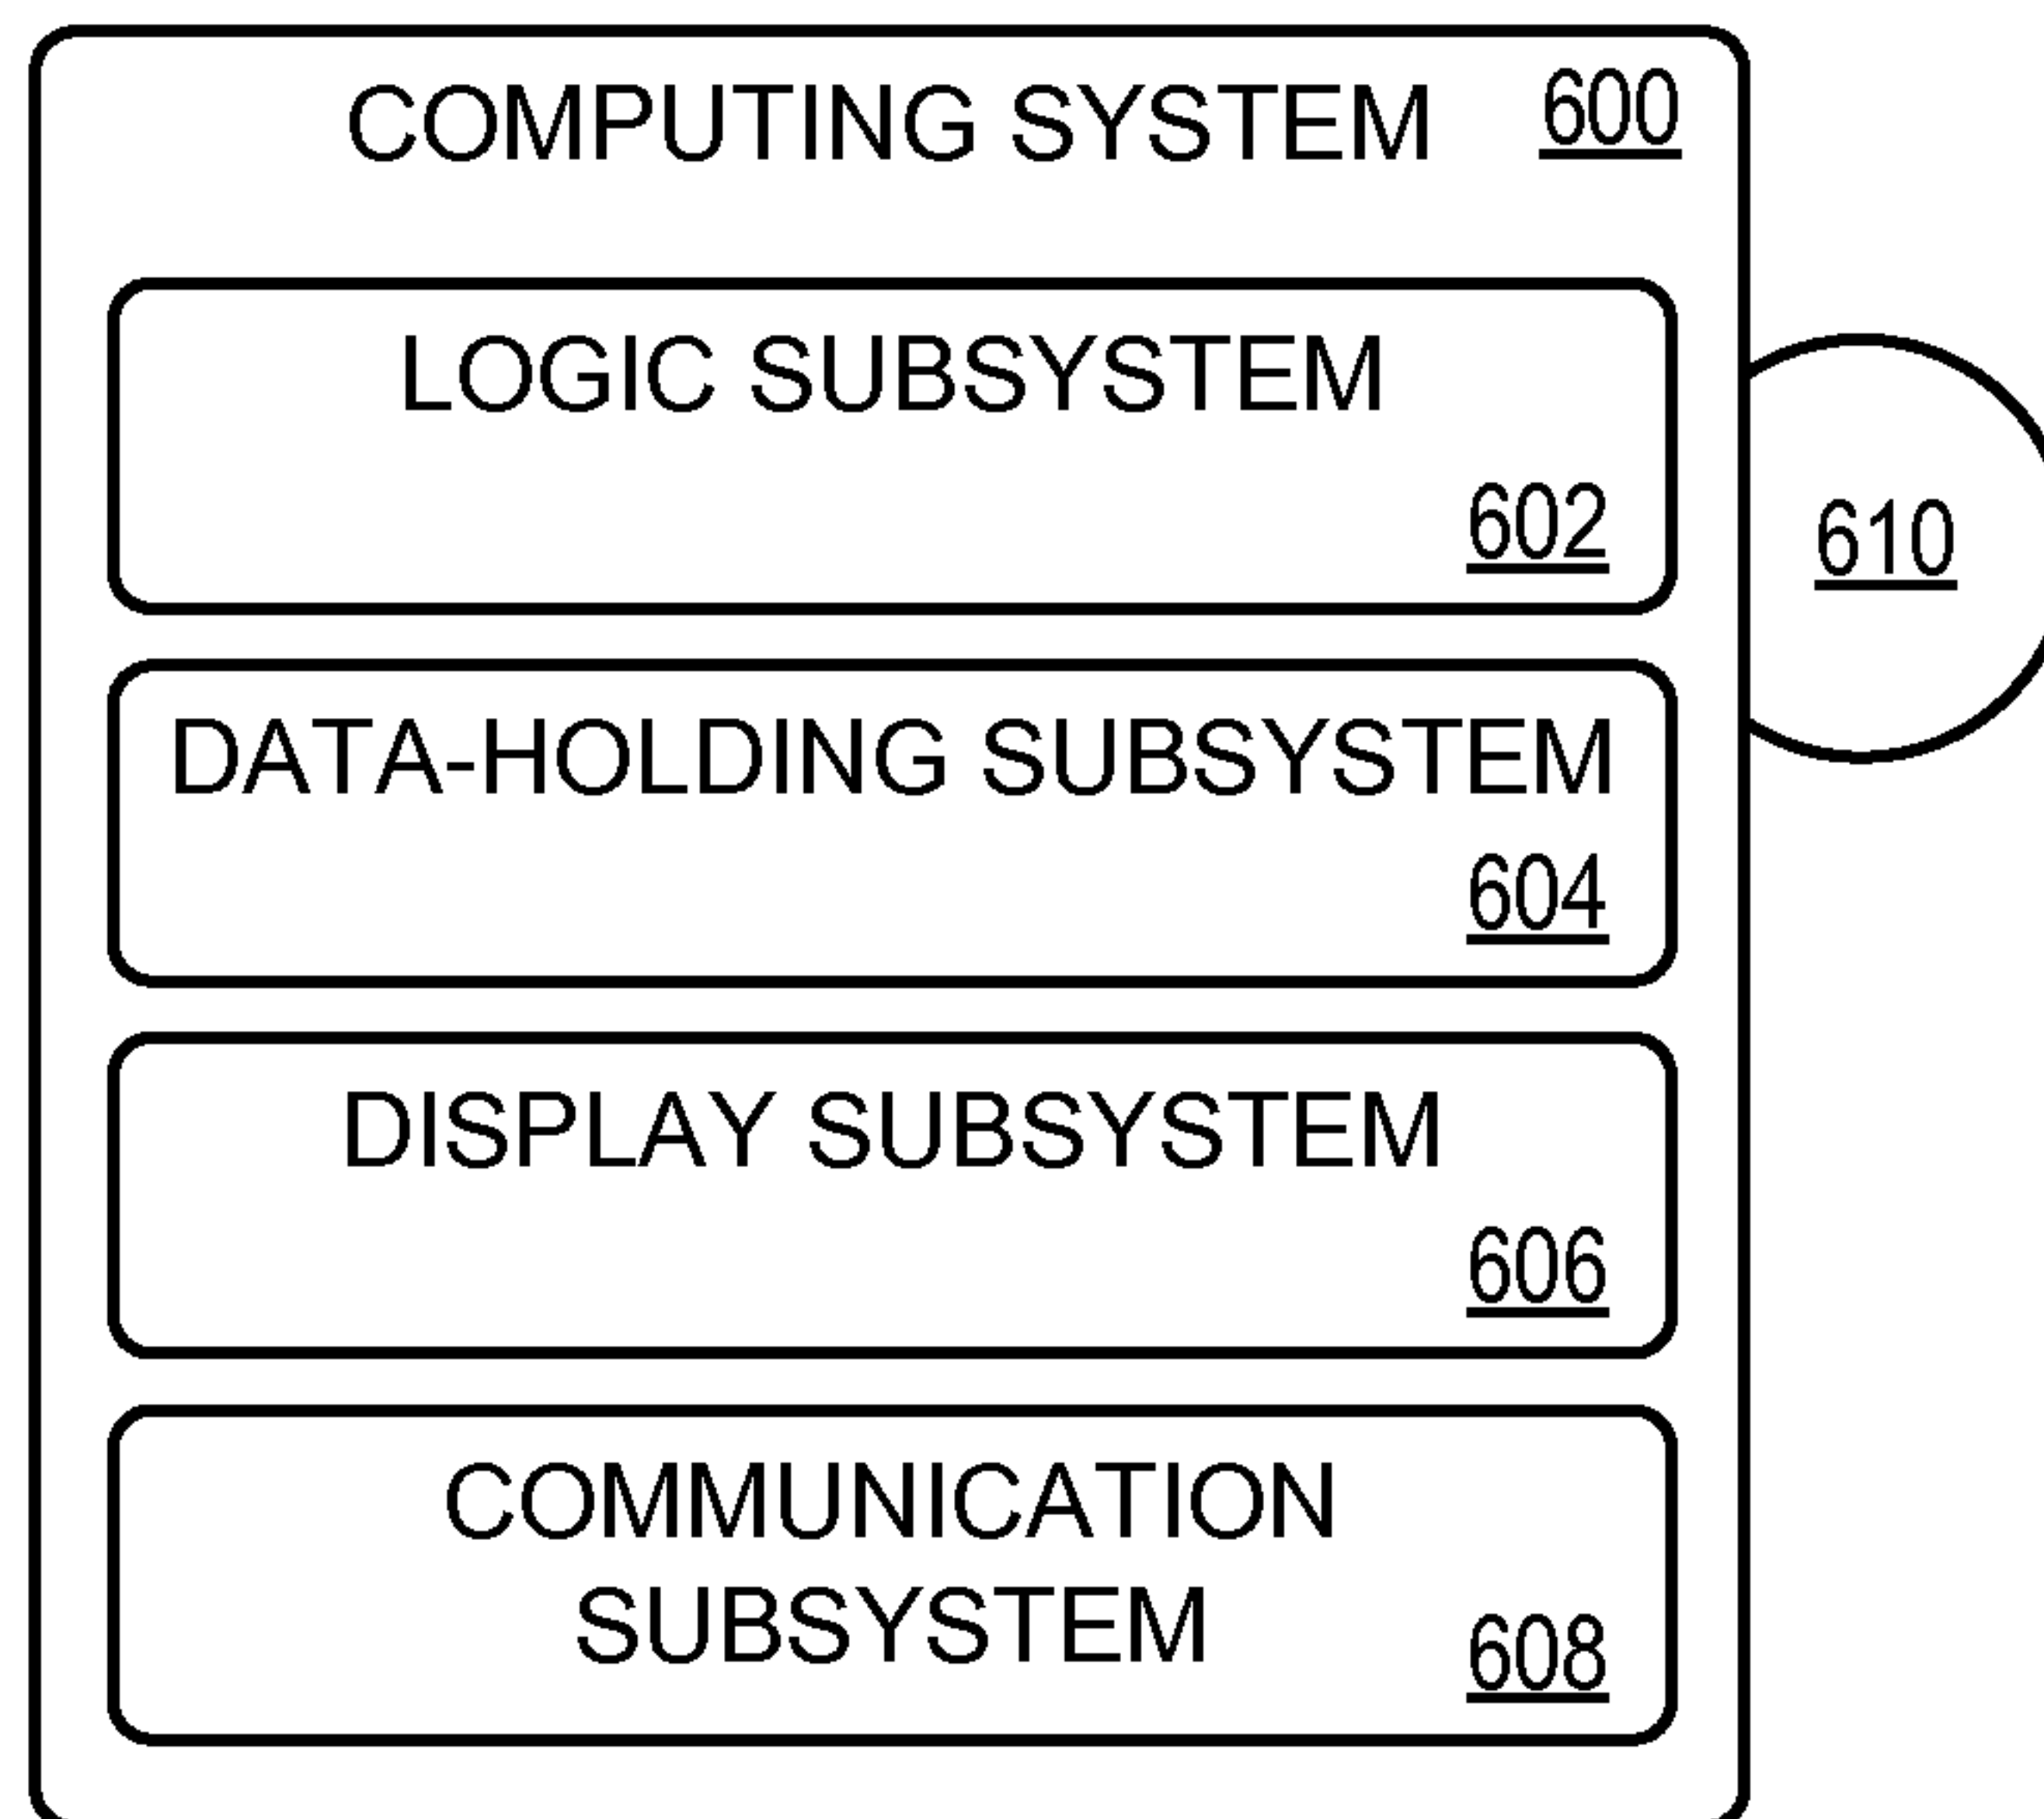 COMPUTING SYSTEM 600
LOGIC SUBSYSTEM
602
610
DATA-HOLDING SUBSYSTEM
604
DISPLAY SUBSYSTEM
606
COMMUNICATION
SUBSYSTEM 608